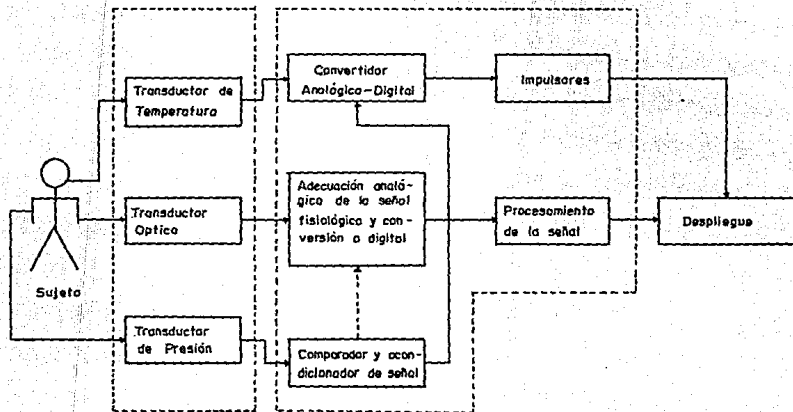 Transductor de
Temperatura
Convertidor
Analógico-Digital
Impulsores
Sujeto
Transductor
Optico
Adecuación analó-
gica de la señal
fisiológica y con-
versión a digital
Procesamiento
de la señal
Despliegue
Transductor
de Presión
Comparador y acon-
dicionador de señal